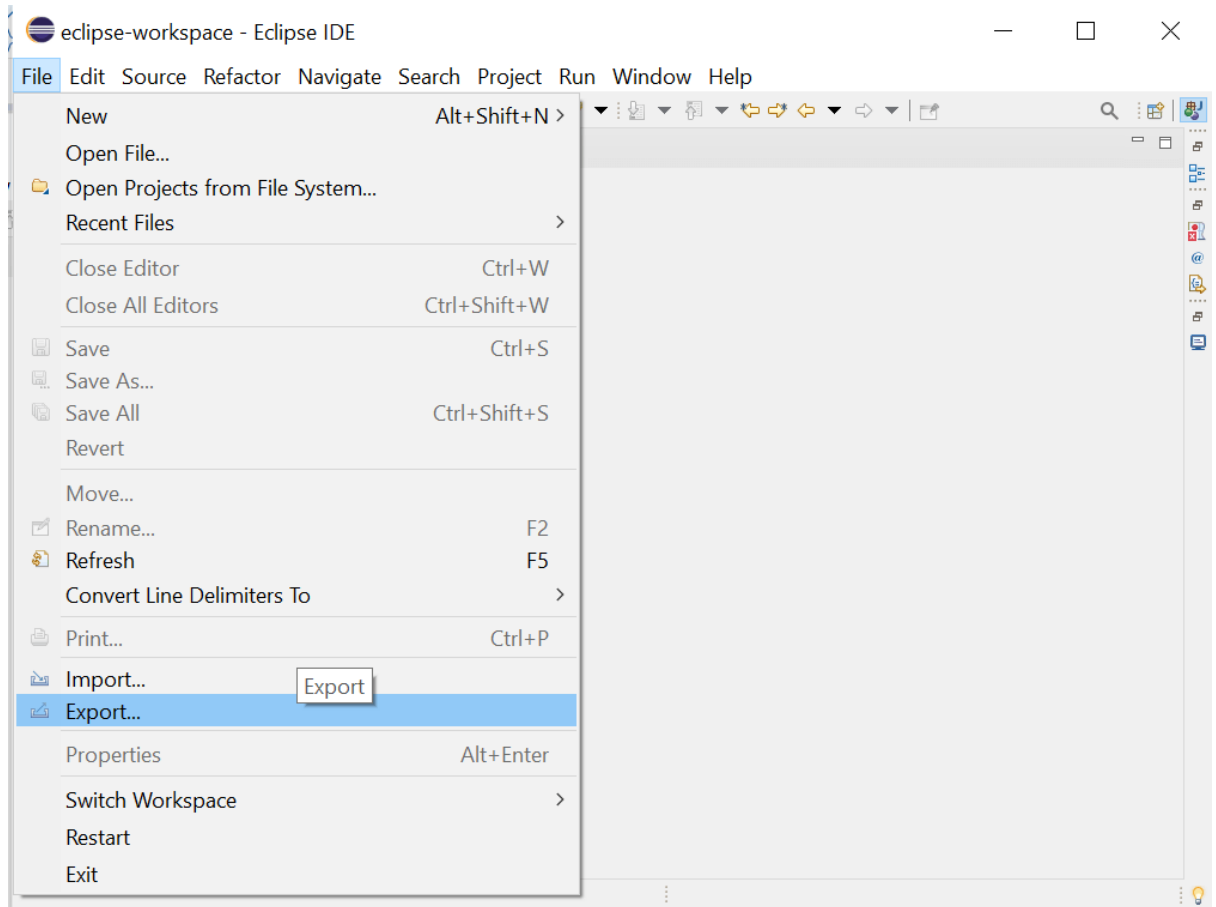 eclipse-workspace - Eclipse IDE
File Edit Source Refactor Navigate Search Project Run Window Help
New Alt+Shift+N >
Open File...
Open Projects from File System...
Recent Files >
Close Editor Ctrl+W
Close All Editors Ctrl+Shift+W
Save Ctrl+S
Save As...
Save All Ctrl+Shift+S
Revert
Move...
Rename... F2
Refresh F5
Convert Line Delimiters To >
Print... Ctrl+P
Import...
Export
Export...
Properties Alt+Enter
Switch Workspace >
Restart
Exit